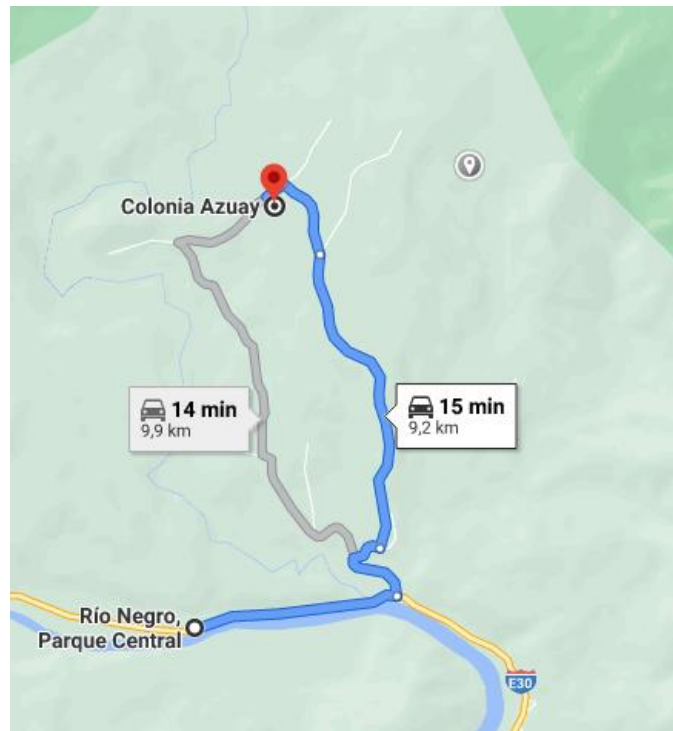 Colonia Azuay
14 min
9,9 km
15 min
9,2 km
Río Negro,
Parque Central
E30